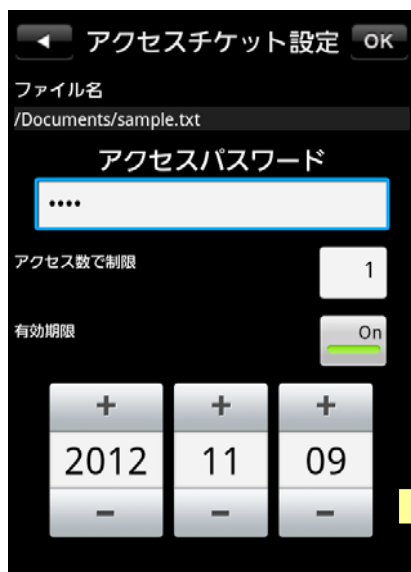 アクセスチケット設定 OK
ファイル名
/Documents/sample.txt
アクセスパスワード
••••
アクセス数で制限 1
有効期限 On
+ + +
2012 11 09
− − −